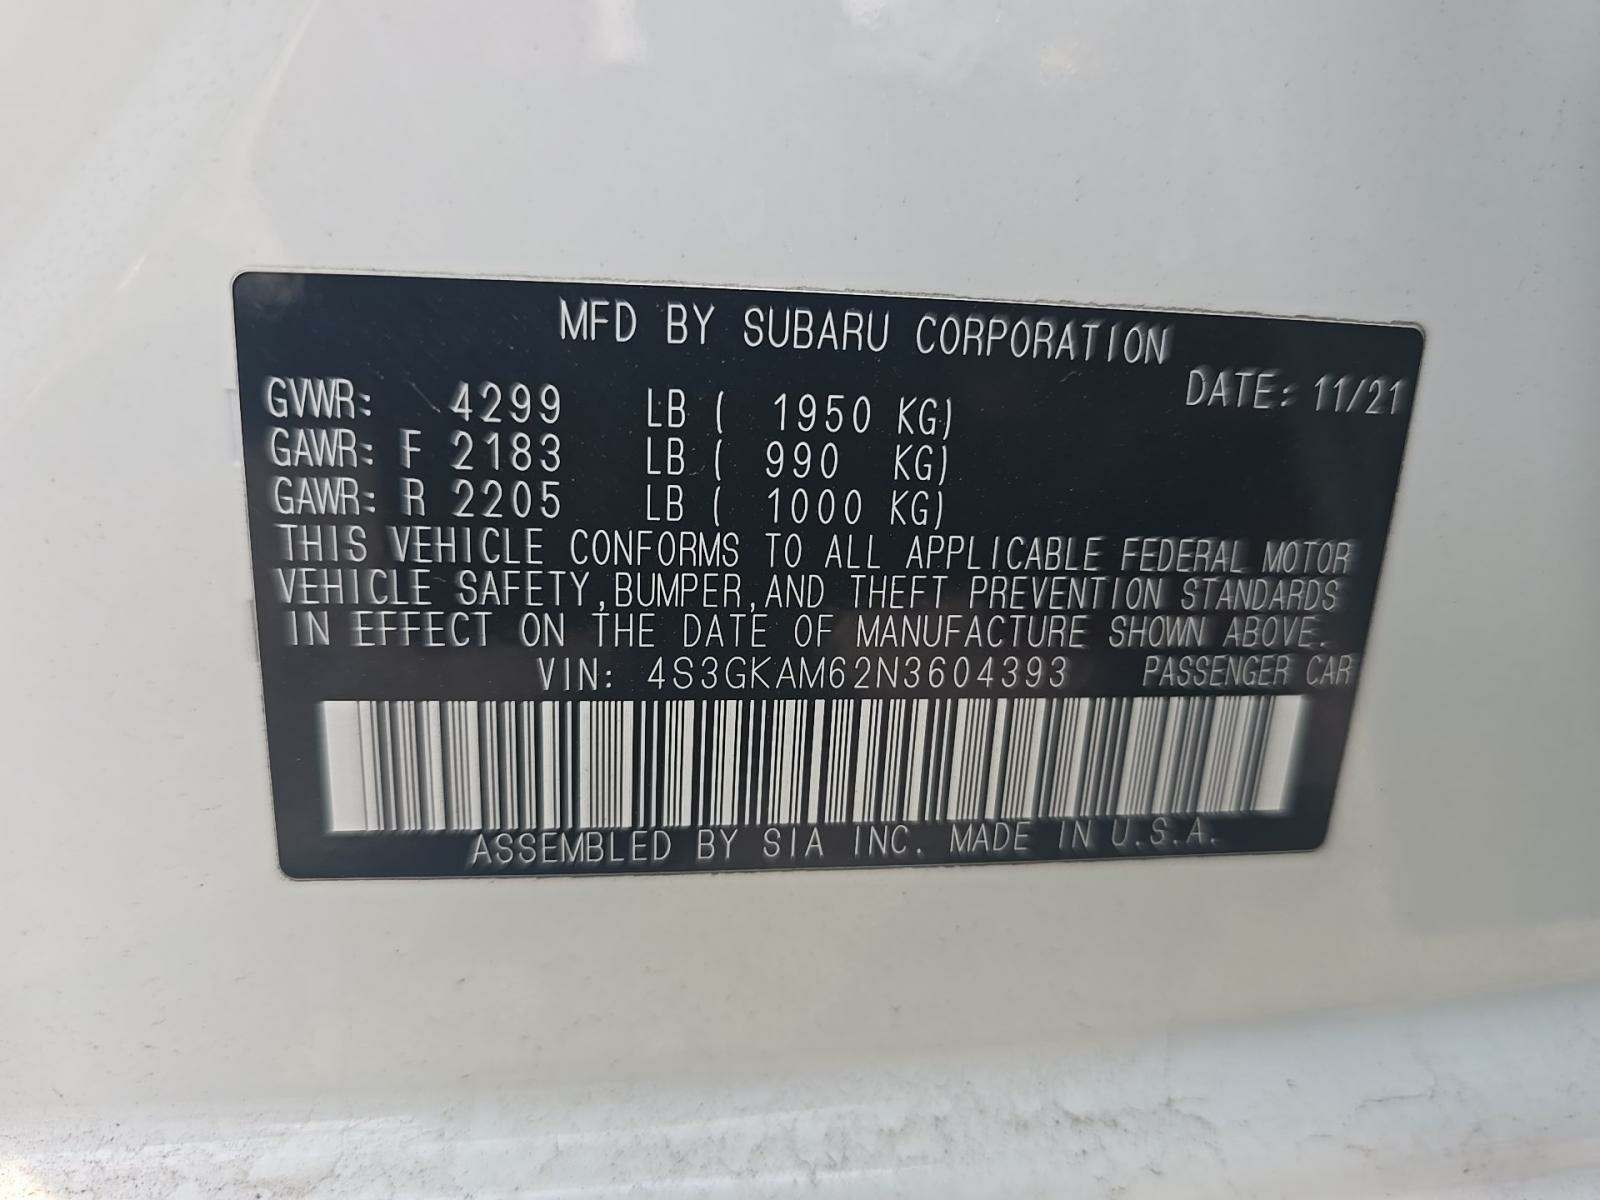 MFD BY SUBARU CORPORATION
DATE: 11/21
GVWR: 4299 LB ( 1950 KG)
GAWR: F 2183 LB ( 990 KG)
GAWR: R 2205 LB ( 1000 KG)
THIS VEHICLE CONFORMS TO ALL APPLICABLE FEDERAL MOTOR
VEHICLE SAFETY, BUMPER, AND THEFT PREVENTION STANDARDS
IN EFFECT ON THE DATE OF MANUFACTURE SHOWN ABOVE.
VIN: 4S3GKAM62N3604393 PASSENGER CAR
ASSEMBLED BY SIA INC. MADE IN U.S.A.